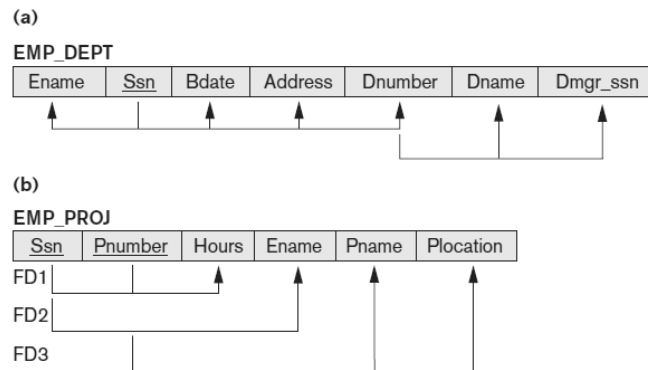 (a)
EMP_DEPT
Ename Ssn Bdate Address Dnumber Dname Dmgr_ssn
(b)
EMP_PROJ
Ssn Pnumber Hours Ename Pname Plocation
FD1
FD2
FD3